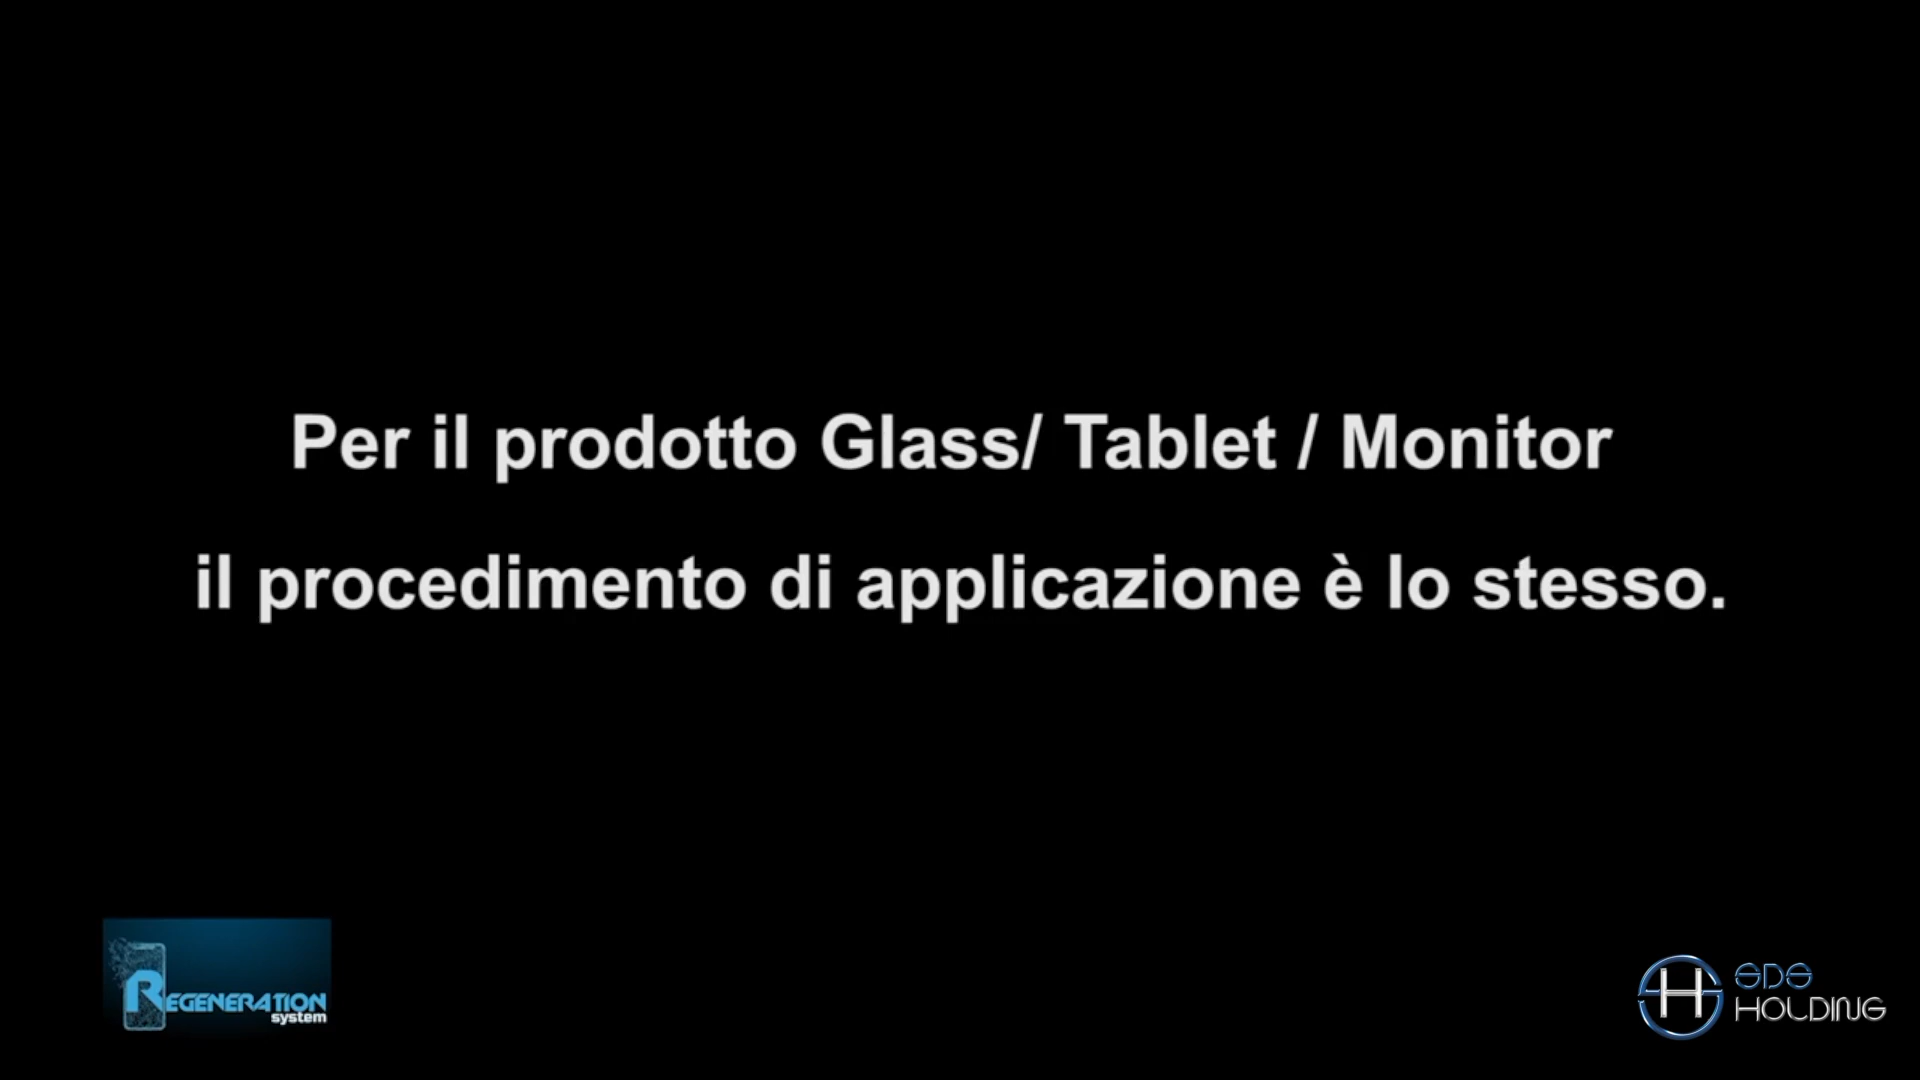 Per il prodotto Glass/ Tablet / Monitor
il procedimento di applicazione è lo stesso.
REGENERATION
system
SDS
HOLDING